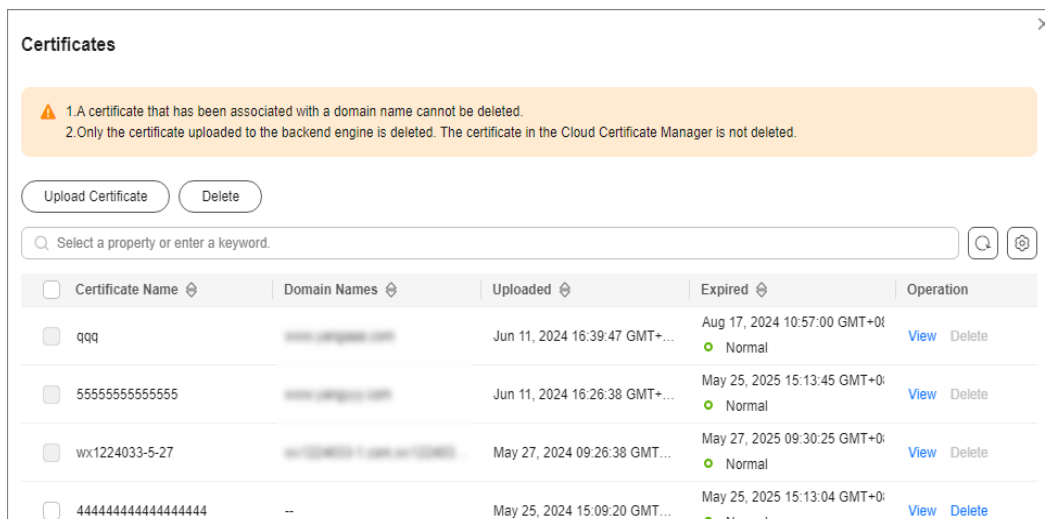 Certificates
1.A certificate that has been associated with a domain name cannot be deleted.
2.Only the certificate uploaded to the backend engine is deleted. The certificate in the Cloud Certificate Manager is not deleted.
Upload Certificate Delete
Select a property or enter a keyword.
Certificate Name Domain Names Uploaded Expired Operation
qqq Jun 11, 2024 16:39:47 GMT+... Aug 17, 2024 10:57:00 GMT+08 View Delete
Normal
55555555555555 Jun 11, 2024 16:26:38 GMT+... May 25, 2025 15:13:45 GMT+08 View Delete
Normal
wx1224033-5-27 May 27, 2024 09:26:38 GMT... May 27, 2025 09:30:25 GMT+08 View Delete
Normal
444444444444444444 -- May 25, 2024 15:09:20 GMT... May 25, 2025 15:13:04 GMT+08 View Delete